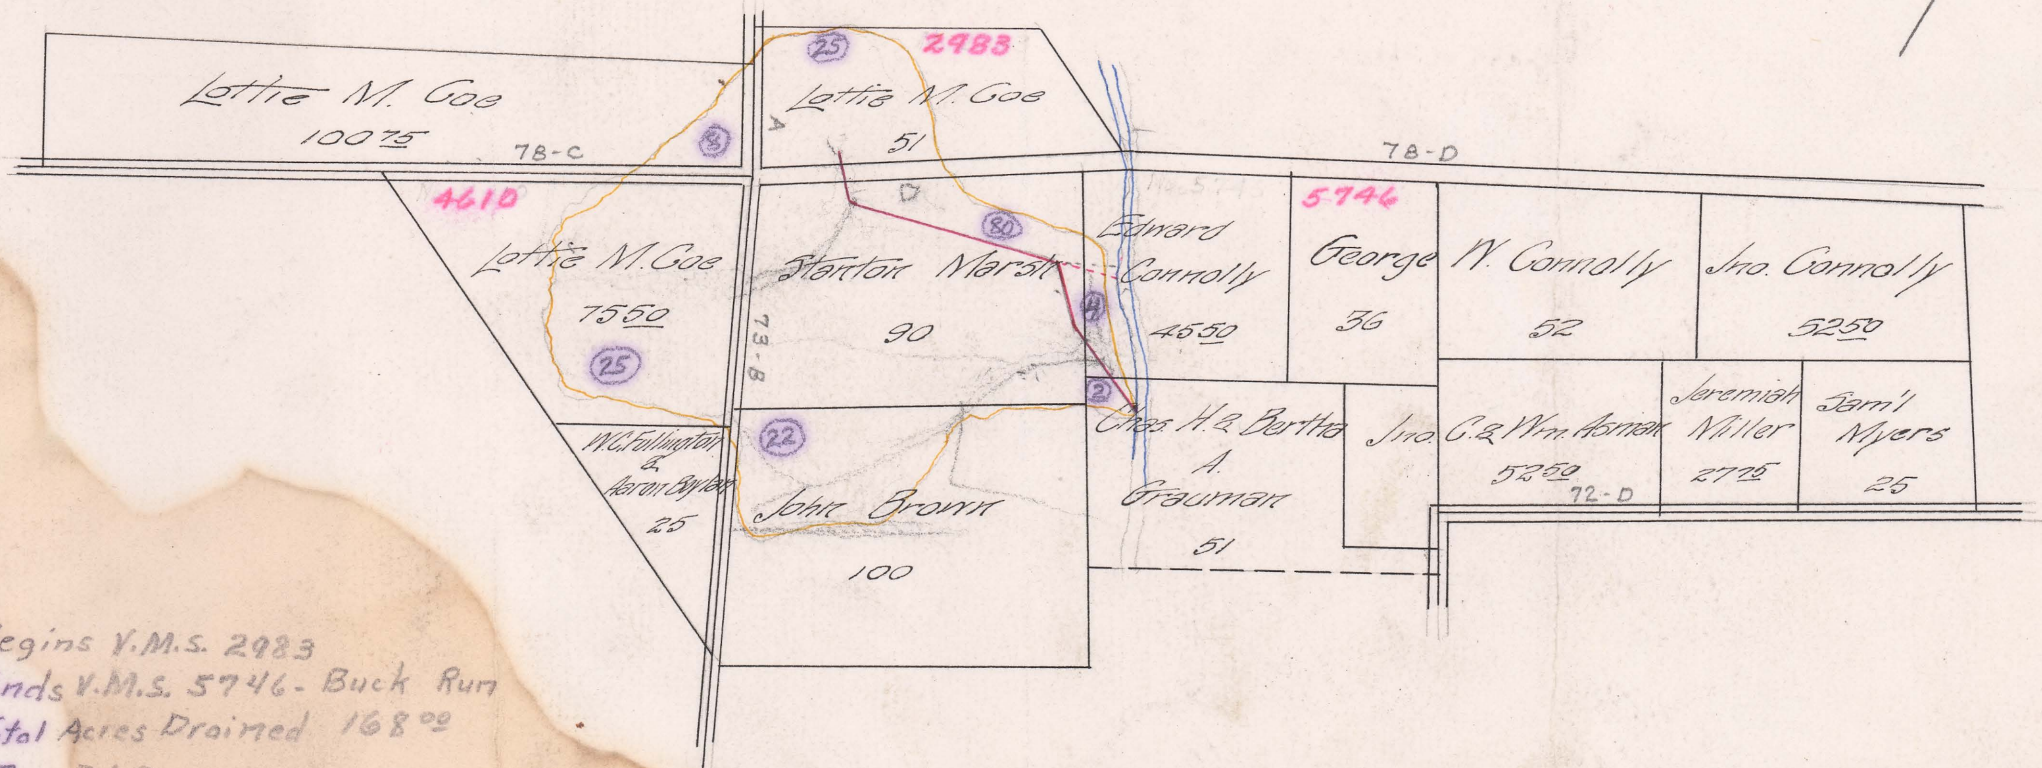 25
2983
Lottie M. Coe
100 75
8
A
Lottie M. Coe
51
78-C
78-D
4610
Lottie M. Coe
75 50
25
D
80
Stanton Marsh
90
73-B
Edward
Connolly
45 50
4
5746
George
36
W. Connolly
52
Jno. Connolly
52 50
2
W.C. Fullington
&
Aaron Boylan
25
22
John Brown
100
Chas. H. & Bertha
A.
Grauman
51
Jno. C. & Wm. Asman
52 50
72-D
Jeremiah
Miller
27 75
Sam'l
Myers
25
egins V.M.S. 2983
nds V.M.S. 5746 - Buck Run
tal Acres Drained 168 00